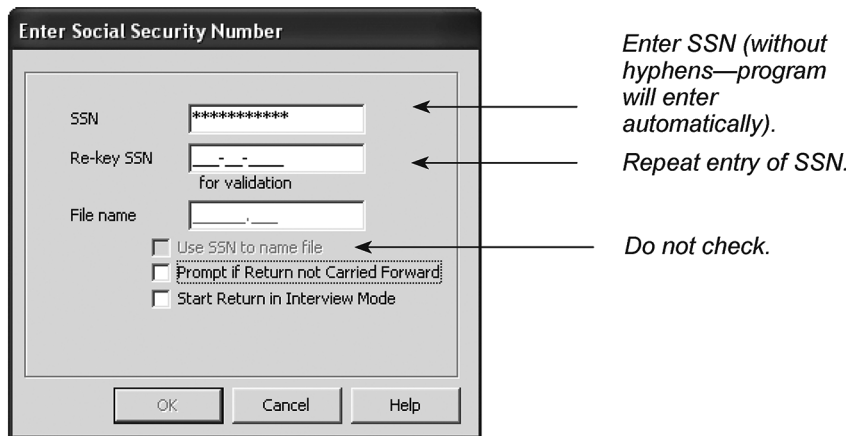 Enter Social Security Number
SSN
***********
Re-key SSN
___-__-____
for validation
File name
______.___
Use SSN to name file
Prompt if Return not Carried Forward
Start Return in Interview Mode
OK
Cancel
Help
Enter SSN (without
hyphens—program
will enter
automatically).
Repeat entry of SSN.
Do not check.